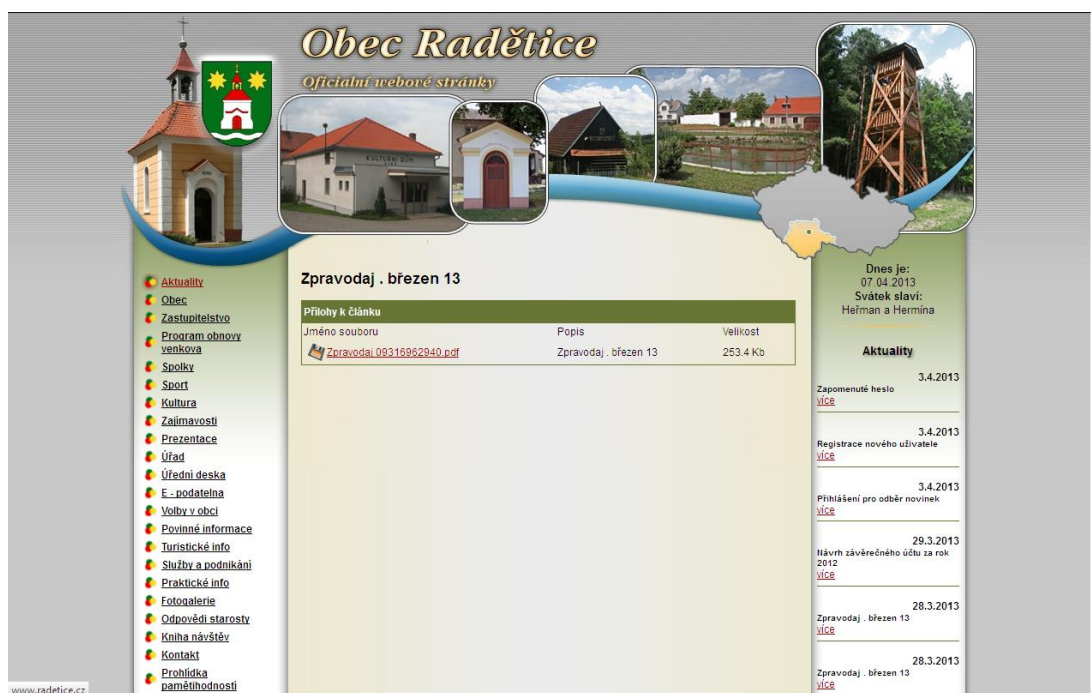 Obec Radětice
Oficialní webové stránky
KULTURNÍ DŮM
Aktuality
Obec
Zastupitelstvo
Program obnovy
venkova
Spolky
Sport
Kultura
Zajímavosti
Prezentace
Úřad
Úřední deska
E - podatelna
Volby v obci
Povinné informace
Turistické info
Služby a podnikání
Praktické info
Fotogalerie
Odpovědi starosty
Kniha návštěv
Kontakt
Prohlídka
pamětihodností
Zpravodaj . březen 13
Přílohy k článku
Jméno souboru Popis Velikost
Zpravodaj 09316962940.pdf Zpravodaj . březen 13 253.4 Kb
Dnes je:
07.04.2013
Svátek slaví:
Heřman a Hermína
Aktuality
3.4.2013
Zapomenuté heslo
více
3.4.2013
Registrace nového uživatele
více
3.4.2013
Přihlášení pro odběr novinek
více
29.3.2013
Návrh závěrečného účtu za rok
2012
více
28.3.2013
Zpravodaj . březen 13
více
28.3.2013
Zpravodaj . březen 13
více
www.radetice.cz